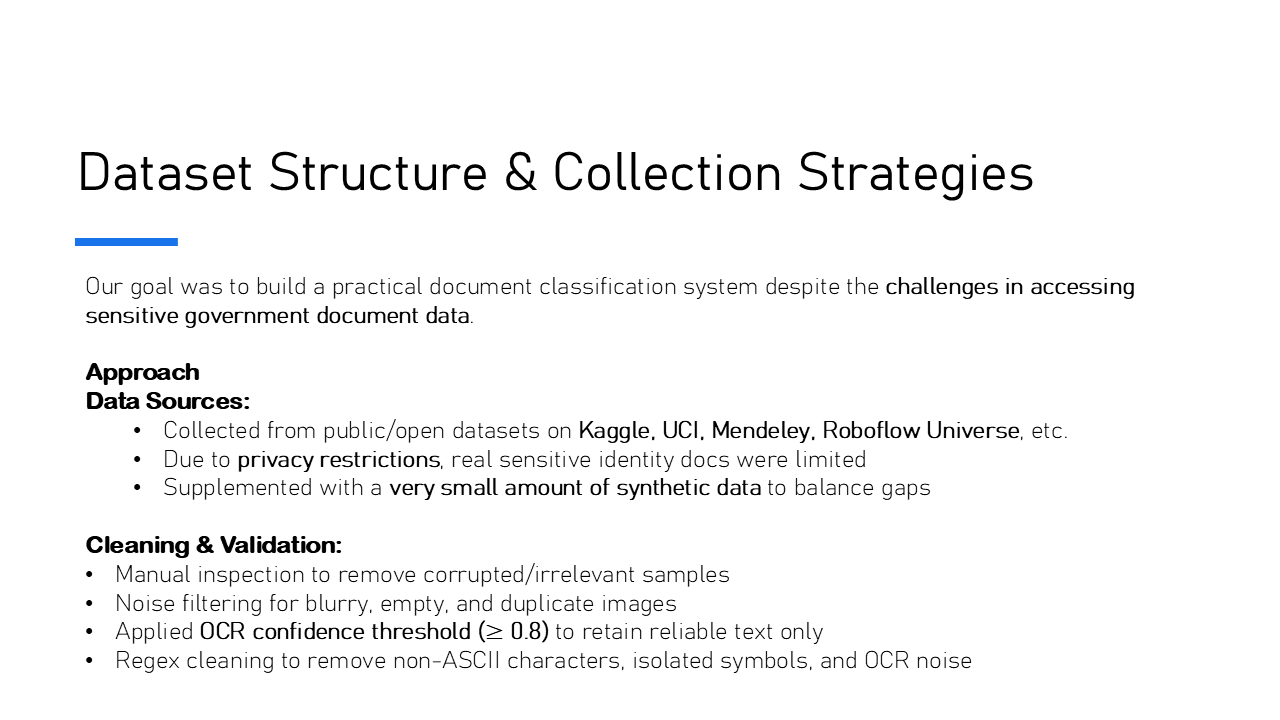 Dataset Structure & Collection Strategies
Our goal was to build a practical document classification system despite the challenges in accessing
sensitive government document data.
Approach
Data Sources:
• Collected from public/open datasets on Kaggle, UCI, Mendeley, Roboflow Universe, etc.
• Due to privacy restrictions, real sensitive identity docs were limited
• Supplemented with a very small amount of synthetic data to balance gaps
Cleaning & Validation:
• Manual inspection to remove corrupted/irrelevant samples
• Noise filtering for blurry, empty, and duplicate images
• Applied OCR confidence threshold (≥ 0.8) to retain reliable text only
• Regex cleaning to remove non-ASCII characters, isolated symbols, and OCR noise